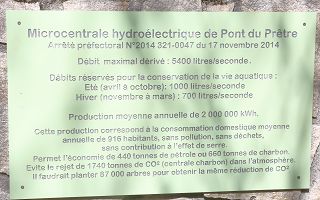 Microcentrale hydroélectrique de Pont du Prêtre
Arrêté préfectoral N°2014 321-0047 du 17 novembre 2014
Débit maximal dérivé : 5400 litres/seconde.
Débits réservés pour la conservation de la vie aquatique :
Eté (avril à octobre): 1000 litres/seconde
Hiver (novembre à mars) : 700 litres/seconde
Production moyenne annuelle de 2 000 000 kWh.
Cette production correspond à la consommation domestique moyenne
annuelle de 916 habitants, sans pollution, sans déchets,
sans contribution à l'effet de serre.
Permet l'économie de 440 tonnes de pétrole ou 660 tonnes de charbon.
Evite le rejet de 1740 tonnes de CO² (centrale charbon) dans l'atmosphère.
Il faudrait planter 87 000 arbres pour obtenir la même réduction de CO²